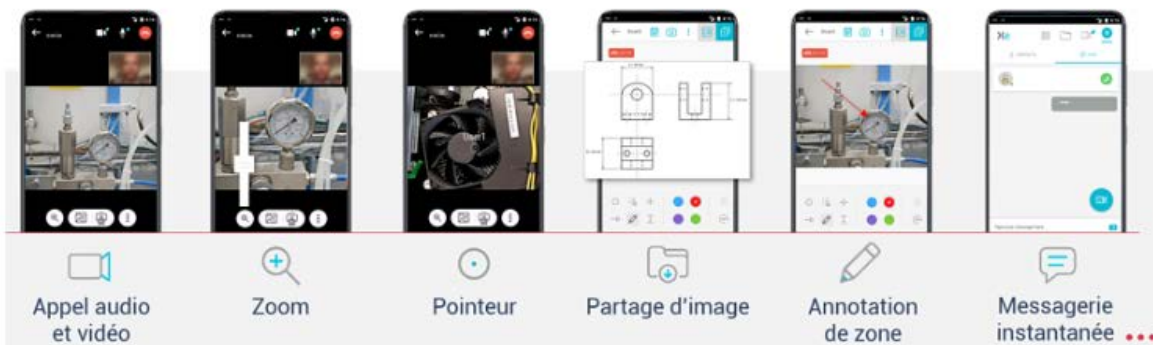 Appel audio
et vidéo
Zoom
Pointeur
Partage d'image
Annotation
de zone
Messagerie
instantanée